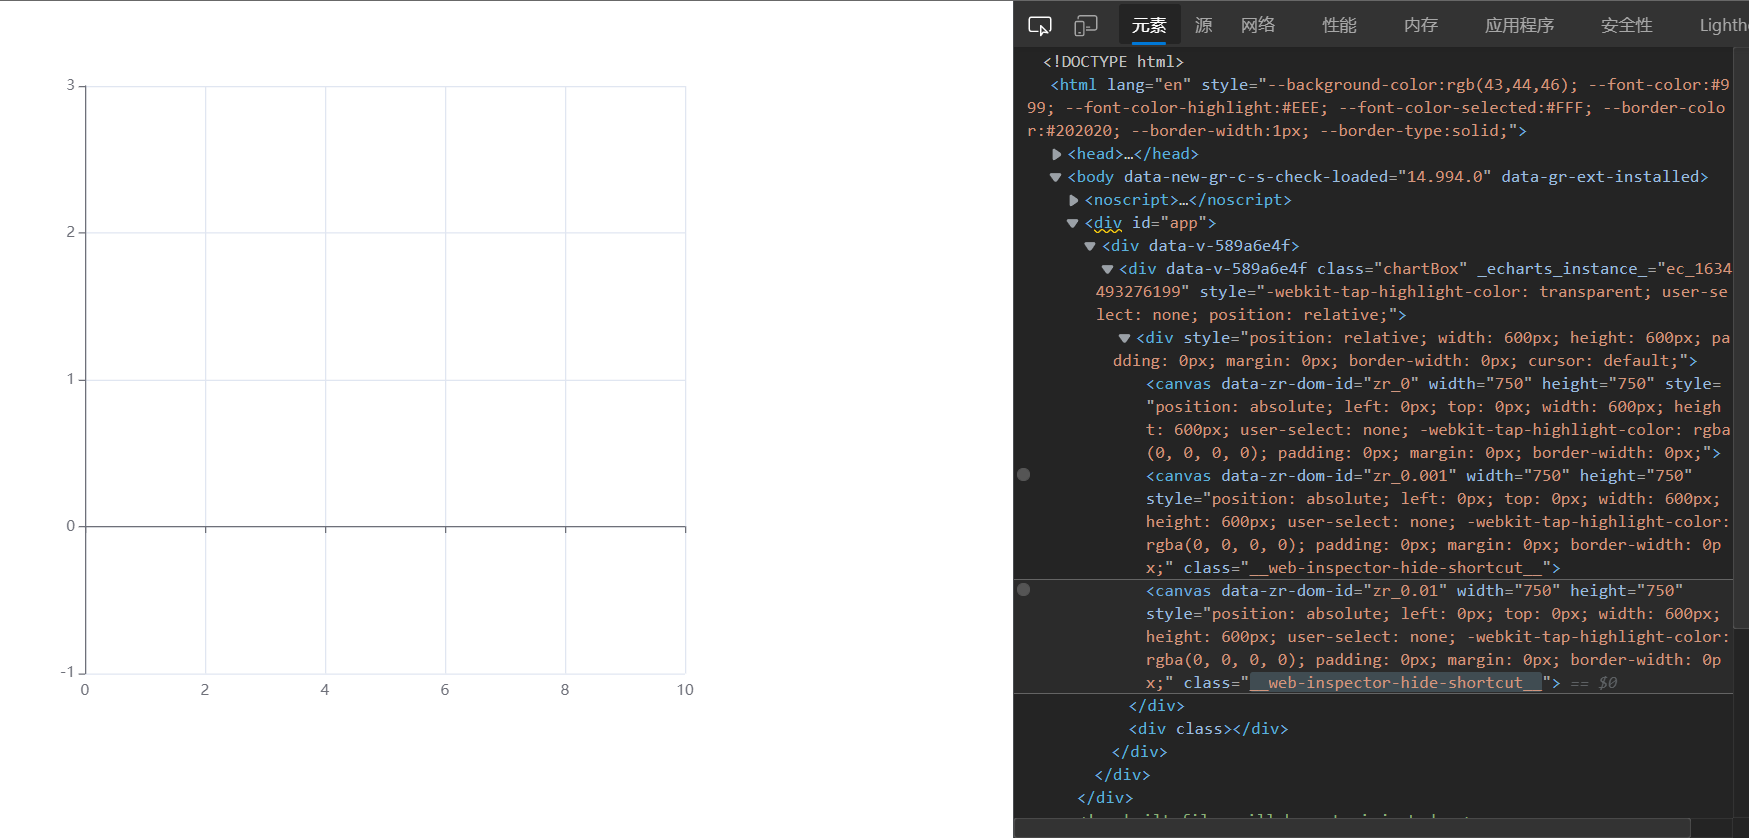 3
2
1
0
-1
0 2 4 6 8 10
元素 源 网络 性能 内存 应用程序 安全性 Lighth
<!DOCTYPE html>
<html lang="en" style="--background-color:rgb(43,44,46); --font-color:#9
99; --font-color-highlight:#EEE; --font-color-selected:#FFF; --border-colo
r:#202020; --border-width:1px; --border-type:solid;">
<head>…</head>
<body data-new-gr-c-s-check-loaded="14.994.0" data-gr-ext-installed>
<noscript>…</noscript>
<div id="app">
<div data-v-589a6e4f>
<div data-v-589a6e4f class="chartBox" _echarts_instance_="ec_1634
493276199" style="-webkit-tap-highlight-color: transparent; user-se
lect: none; position: relative;">
<div style="position: relative; width: 600px; height: 600px; pa
dding: 0px; margin: 0px; border-width: 0px; cursor: default;">
<canvas data-zr-dom-id="zr_0" width="750" height="750" style=
"position: absolute; left: 0px; top: 0px; width: 600px; heigh
t: 600px; user-select: none; -webkit-tap-highlight-color: rgba
(0, 0, 0, 0); padding: 0px; margin: 0px; border-width: 0px;">
<canvas data-zr-dom-id="zr_0.001" width="750" height="750"
style="position: absolute; left: 0px; top: 0px; width: 600px;
height: 600px; user-select: none; -webkit-tap-highlight-color:
rgba(0, 0, 0, 0); padding: 0px; margin: 0px; border-width: 0p
x;" class="__web-inspector-hide-shortcut__">
<canvas data-zr-dom-id="zr_0.01" width="750" height="750"
style="position: absolute; left: 0px; top: 0px; width: 600px;
height: 600px; user-select: none; -webkit-tap-highlight-color:
rgba(0, 0, 0, 0); padding: 0px; margin: 0px; border-width: 0p
x;" class="__web-inspector-hide-shortcut__"> == $0
</div>
<div class></div>
</div>
</div>
</div>